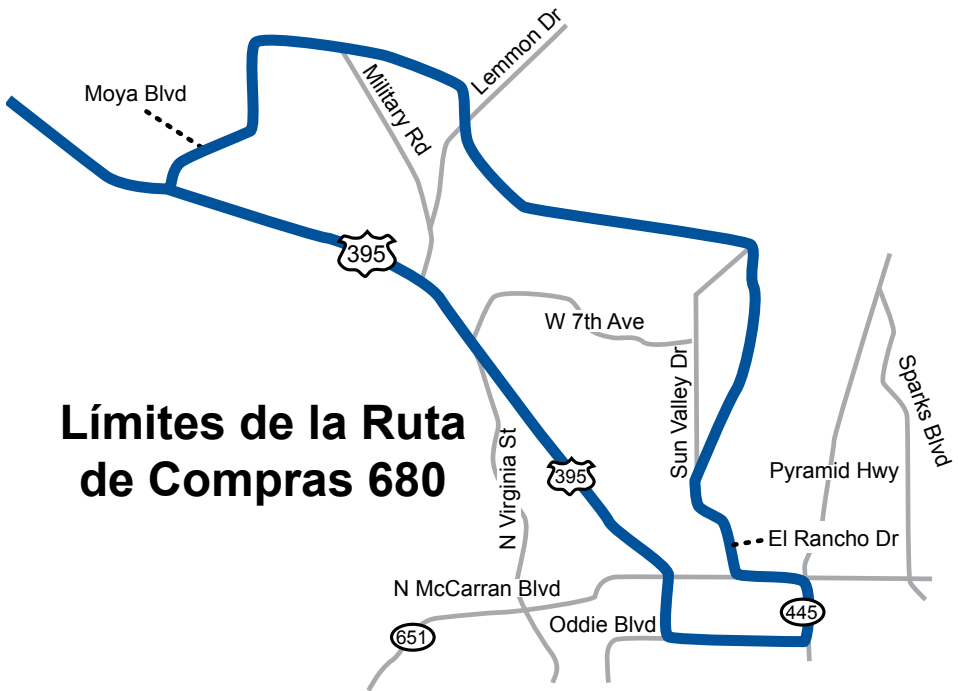 Lemmon Dr
Military Rd
Moya Blvd
395
W 7th Ave
Sun Valley Dr
Sparks Blvd
Límites de la Ruta
de Compras 680
N Virginia St
395
Pyramid Hwy
El Rancho Dr
N McCarran Blvd
445
Oddie Blvd
651